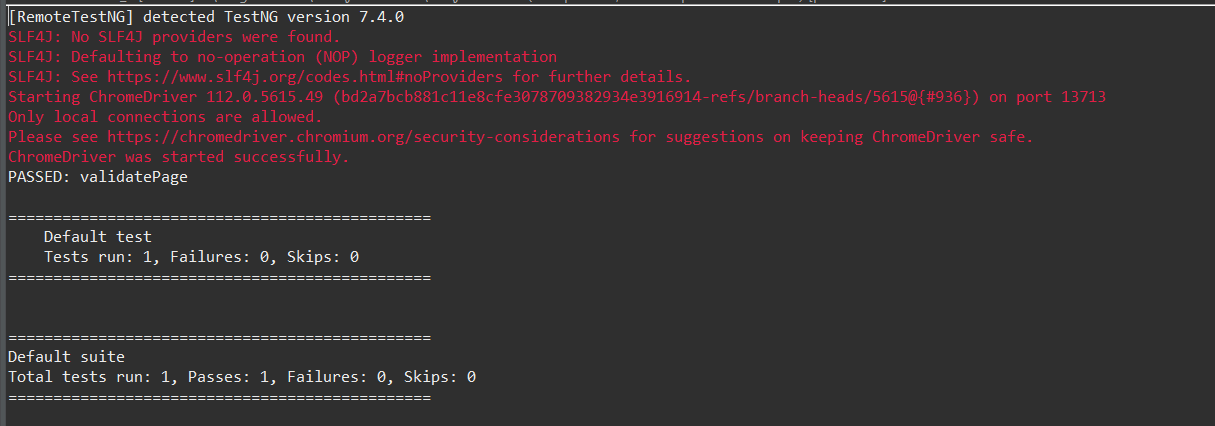 [RemoteTestNG] detected TestNG version 7.4.0
SLF4J: No SLF4J providers were found.
SLF4J: Defaulting to no-operation (NOP) logger implementation
SLF4J: See https://www.slf4j.org/codes.html#noProviders for further details.
Starting ChromeDriver 112.0.5615.49 (bd2a7bcb881c11e8cfe3078709382934e3916914-refs/branch-heads/5615@{#936}) on port 13713
Only local connections are allowed.
Please see https://chromedriver.chromium.org/security-considerations for suggestions on keeping ChromeDriver safe.
ChromeDriver was started successfully.
PASSED: validatePage
===============================================
    Default test
    Tests run: 1, Failures: 0, Skips: 0
===============================================
===============================================
Default suite
Total tests run: 1, Passes: 1, Failures: 0, Skips: 0
===============================================